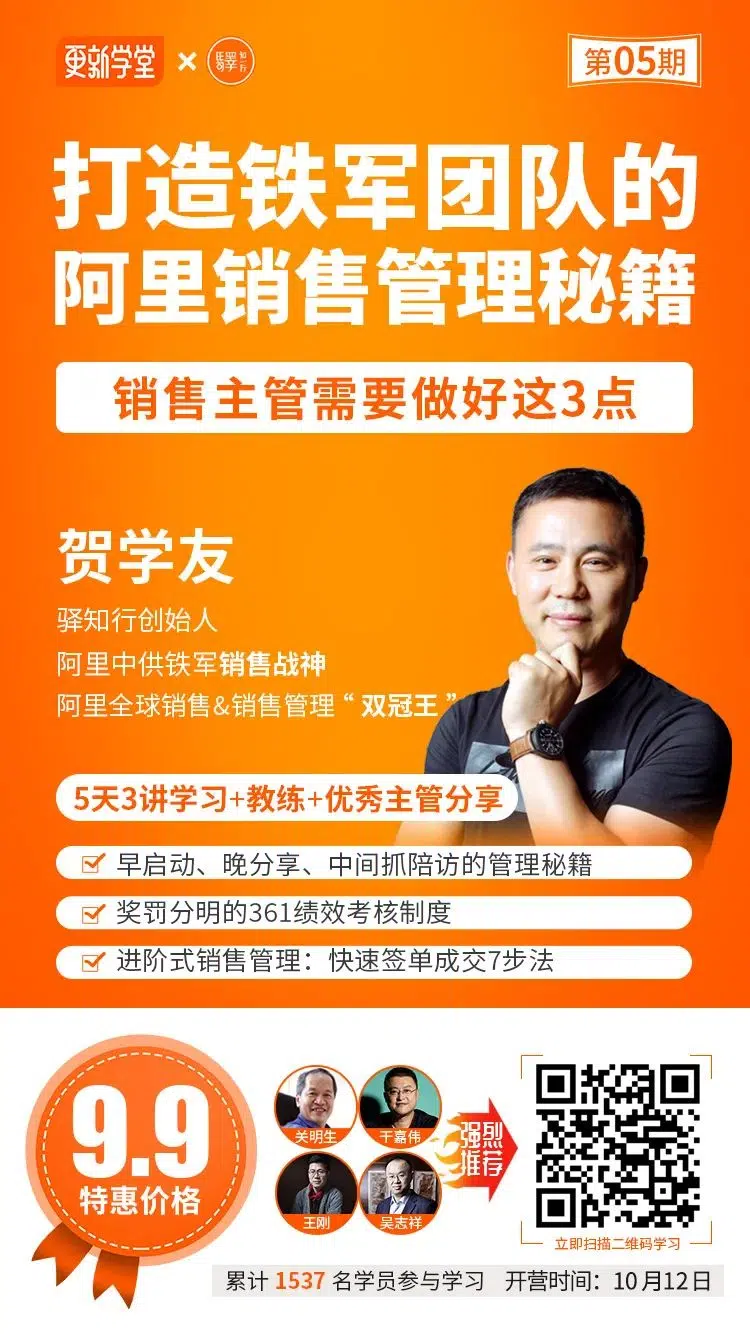 更新学堂 × 驿知行
第05期
打造铁军团队的
阿里销售管理秘籍
销售主管需要做好这3点
贺学友
驿知行创始人
阿里中供铁军销售战神
阿里全球销售&销售管理“双冠王”
5天3讲学习+教练+优秀主管分享
早启动、晚分享、中间抓陪访的管理秘籍
奖罚分明的361绩效考核制度
进阶式销售管理：快速签单成交7步法
9.9
特惠价格
关明生
干嘉伟
王刚
吴志祥
强烈
推荐
立即扫描二维码学习
累计 1537 名学员参与学习 开营时间：10月12日